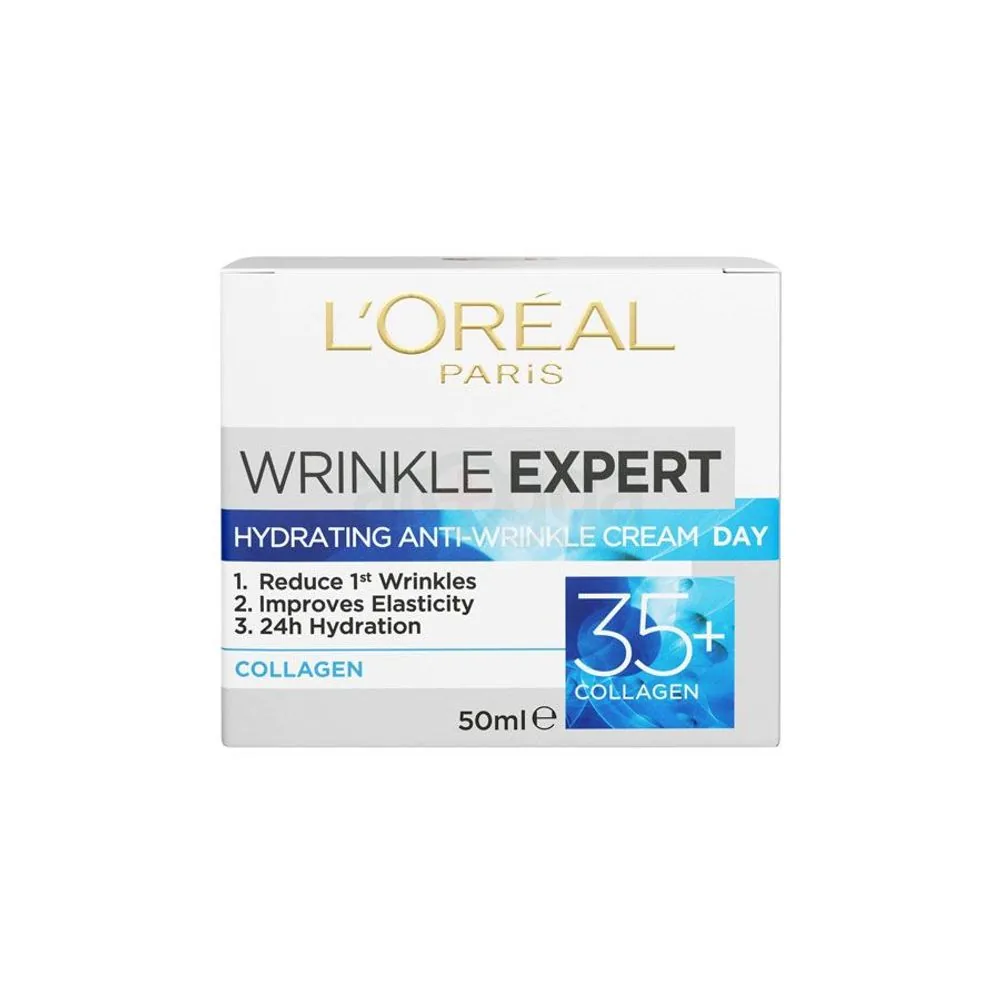 L'ORÉAL
PARiS
WRINKLE EXPERT
HYDRATING ANTI-WRINKLE CREAM DAY
1. Reduce 1st Wrinkles
2. Improves Elasticity
3. 24h Hydration
COLLAGEN
35+
COLLAGEN
50ml ℮